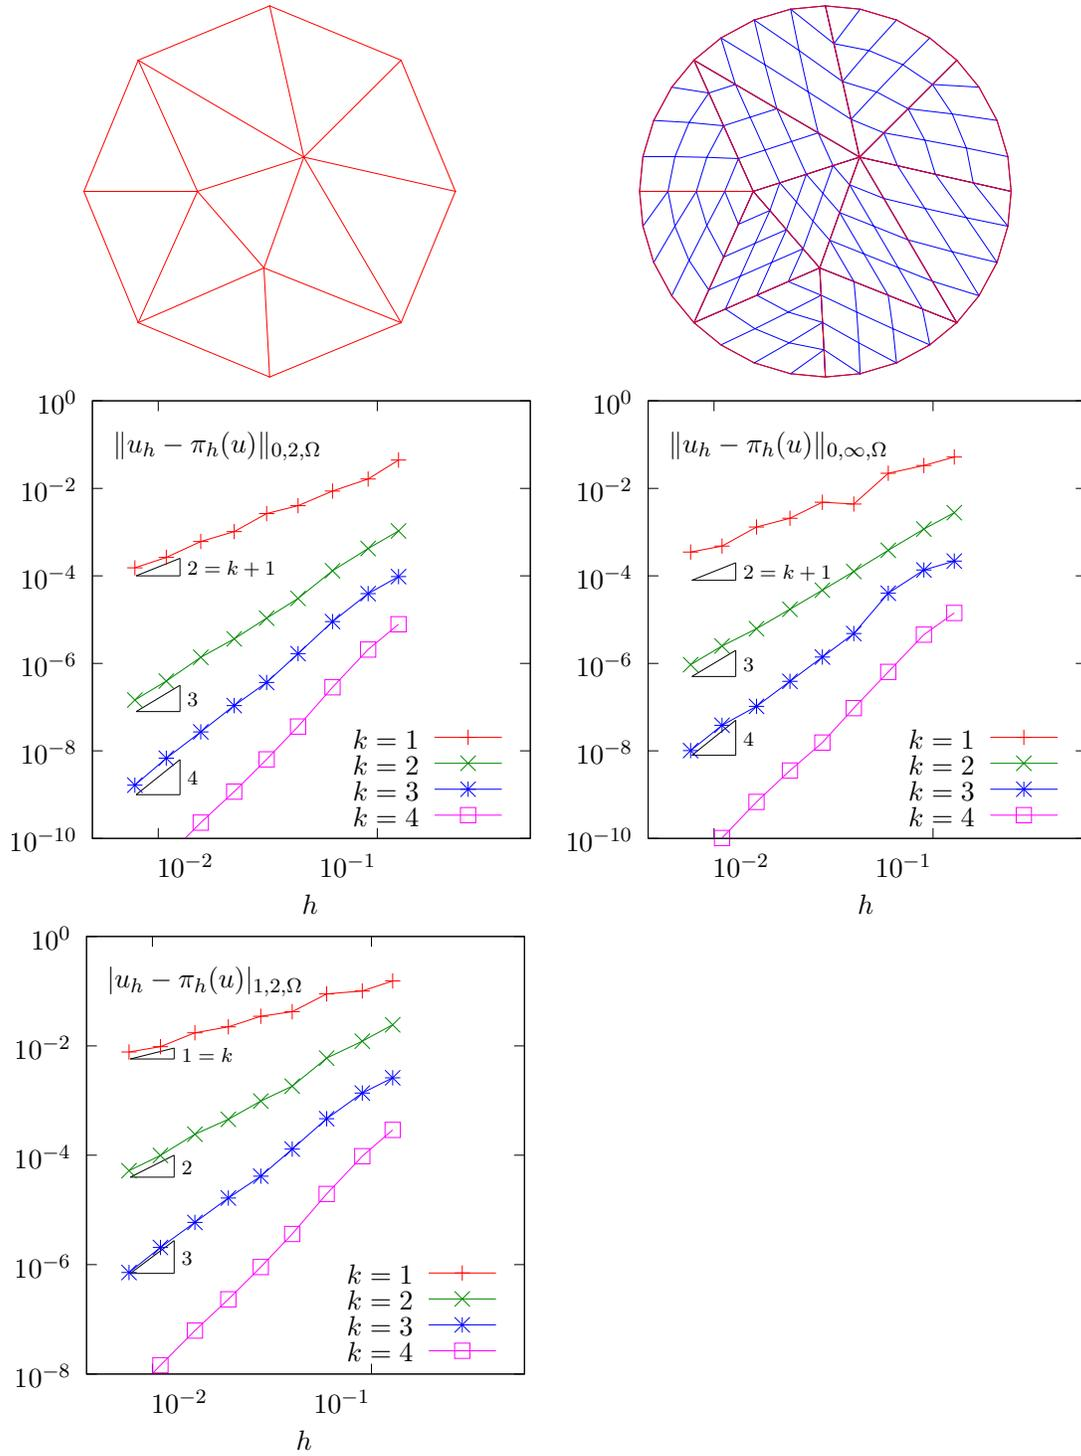 ‖u_h − π_h(u)‖_{0,2,Ω}
10^0
10^{−2}
10^{−4}
10^{−6}
10^{−8}
10^{−10}
2 = k + 1
3
4
k = 1
k = 2
k = 3
k = 4
10^{−2}
10^{−1}
h
‖u_h − π_h(u)‖_{0,∞,Ω}
10^0
10^{−2}
10^{−4}
10^{−6}
10^{−8}
10^{−10}
2 = k + 1
3
4
k = 1
k = 2
k = 3
k = 4
10^{−2}
10^{−1}
h
|u_h − π_h(u)|_{1,2,Ω}
10^0
10^{−2}
10^{−4}
10^{−6}
10^{−8}
1 = k
2
3
k = 1
k = 2
k = 3
k = 4
10^{−2}
10^{−1}
h